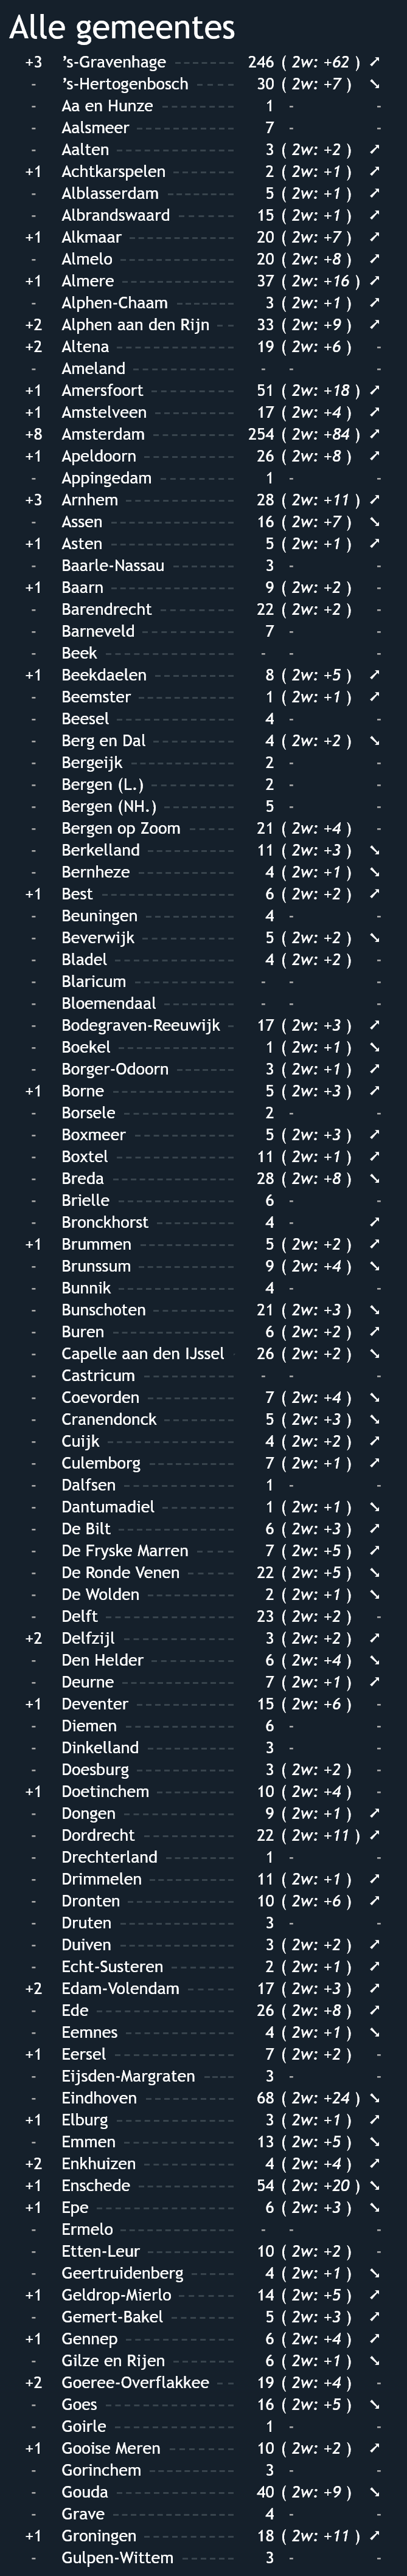 Alle gemeentes
+3 's-Gravenhage 246 ( 2w: +62 ) ↗
- 's-Hertogenbosch 30 ( 2w: +7 ) ↘
- Aa en Hunze 1 - -
- Aalsmeer 7 - -
- Aalten 3 ( 2w: +2 ) ↗
+1 Achtkarspelen 2 ( 2w: +1 ) ↗
- Alblasserdam 5 ( 2w: +1 ) ↗
- Albrandswaard 15 ( 2w: +1 ) ↗
+1 Alkmaar 20 ( 2w: +7 ) ↗
- Almelo 20 ( 2w: +8 ) ↗
+1 Almere 37 ( 2w: +16 ) ↗
- Alphen-Chaam 3 ( 2w: +1 ) ↗
+2 Alphen aan den Rijn 33 ( 2w: +9 ) ↗
+2 Altena 19 ( 2w: +6 ) -
- Ameland - - -
+1 Amersfoort 51 ( 2w: +18 ) ↗
+1 Amstelveen 17 ( 2w: +4 ) ↗
+8 Amsterdam 254 ( 2w: +84 ) ↗
+1 Apeldoorn 26 ( 2w: +8 ) ↗
- Appingedam 1 - -
+3 Arnhem 28 ( 2w: +11 ) ↗
- Assen 16 ( 2w: +7 ) ↘
+1 Asten 5 ( 2w: +1 ) ↗
- Baarle-Nassau 3 - -
+1 Baarn 9 ( 2w: +2 ) -
- Barendrecht 22 ( 2w: +2 ) -
- Barneveld 7 - -
- Beek - - -
+1 Beekdaelen 8 ( 2w: +5 ) ↗
- Beemster 1 ( 2w: +1 ) ↗
- Beesel 4 - -
- Berg en Dal 4 ( 2w: +2 ) ↘
- Bergeijk 2 - -
- Bergen (L.) 2 - -
- Bergen (NH.) 5 - -
- Bergen op Zoom 21 ( 2w: +4 ) -
- Berkelland 11 ( 2w: +3 ) ↘
- Bernheze 4 ( 2w: +1 ) ↘
+1 Best 6 ( 2w: +2 ) ↗
- Beuningen 4 - -
- Beverwijk 5 ( 2w: +2 ) ↘
- Bladel 4 ( 2w: +2 ) -
- Blaricum - - -
- Bloemendaal - - -
- Bodegraven-Reeuwijk 17 ( 2w: +3 ) ↗
- Boekel 1 ( 2w: +1 ) ↘
- Borger-Odoorn 3 ( 2w: +1 ) ↗
+1 Borne 5 ( 2w: +3 ) ↗
- Borsele 2 - -
- Boxmeer 5 ( 2w: +3 ) ↗
- Boxtel 11 ( 2w: +1 ) ↗
- Breda 28 ( 2w: +8 ) ↘
- Brielle 6 - -
- Bronckhorst 4 - ↗
+1 Brummen 5 ( 2w: +2 ) ↗
- Brunssum 9 ( 2w: +4 ) ↘
- Bunnik 4 - -
- Bunschoten 21 ( 2w: +3 ) ↘
- Buren 6 ( 2w: +2 ) ↗
- Capelle aan den IJssel 26 ( 2w: +2 ) ↘
- Castricum - - -
- Coevorden 7 ( 2w: +4 ) ↘
- Cranendonck 5 ( 2w: +3 ) ↘
- Cuijk 4 ( 2w: +2 ) ↗
- Culemborg 7 ( 2w: +1 ) ↗
- Dalfsen 1 - -
- Dantumadiel 1 ( 2w: +1 ) ↘
- De Bilt 6 ( 2w: +3 ) ↗
- De Fryske Marren 7 ( 2w: +5 ) ↗
- De Ronde Venen 22 ( 2w: +5 ) ↘
- De Wolden 2 ( 2w: +1 ) ↘
- Delft 23 ( 2w: +2 ) -
+2 Delfzijl 3 ( 2w: +2 ) ↗
- Den Helder 6 ( 2w: +4 ) ↘
- Deurne 7 ( 2w: +1 ) ↗
+1 Deventer 15 ( 2w: +6 ) -
- Diemen 6 - -
- Dinkelland 3 - -
- Doesburg 3 ( 2w: +2 ) -
+1 Doetinchem 10 ( 2w: +4 ) -
- Dongen 9 ( 2w: +1 ) ↗
- Dordrecht 22 ( 2w: +11 ) ↗
- Drechterland 1 - -
- Drimmelen 11 ( 2w: +1 ) ↗
- Dronten 10 ( 2w: +6 ) ↗
- Druten 3 - -
- Duiven 3 ( 2w: +2 ) ↗
- Echt-Susteren 2 ( 2w: +1 ) ↗
+2 Edam-Volendam 17 ( 2w: +3 ) ↗
- Ede 26 ( 2w: +8 ) ↗
- Eemnes 4 ( 2w: +1 ) ↘
+1 Eersel 7 ( 2w: +2 ) -
- Eijsden-Margraten 3 - -
- Eindhoven 68 ( 2w: +24 ) ↘
+1 Elburg 3 ( 2w: +1 ) ↗
- Emmen 13 ( 2w: +5 ) ↘
+2 Enkhuizen 4 ( 2w: +4 ) ↗
+1 Enschede 54 ( 2w: +20 ) ↘
+1 Epe 6 ( 2w: +3 ) ↘
- Ermelo - - -
- Etten-Leur 10 ( 2w: +2 ) -
- Geertruidenberg 4 ( 2w: +1 ) ↘
+1 Geldrop-Mierlo 14 ( 2w: +5 ) ↗
- Gemert-Bakel 5 ( 2w: +3 ) ↗
+1 Gennep 6 ( 2w: +4 ) ↗
- Gilze en Rijen 6 ( 2w: +1 ) ↘
+2 Goeree-Overflakkee 19 ( 2w: +4 ) -
- Goes 16 ( 2w: +5 ) ↘
- Goirle 1 - -
+1 Gooise Meren 10 ( 2w: +2 ) ↗
- Gorinchem 3 - -
- Gouda 40 ( 2w: +9 ) ↘
- Grave 4 - -
+1 Groningen 18 ( 2w: +11 ) ↗
- Gulpen-Wittem 3 - -